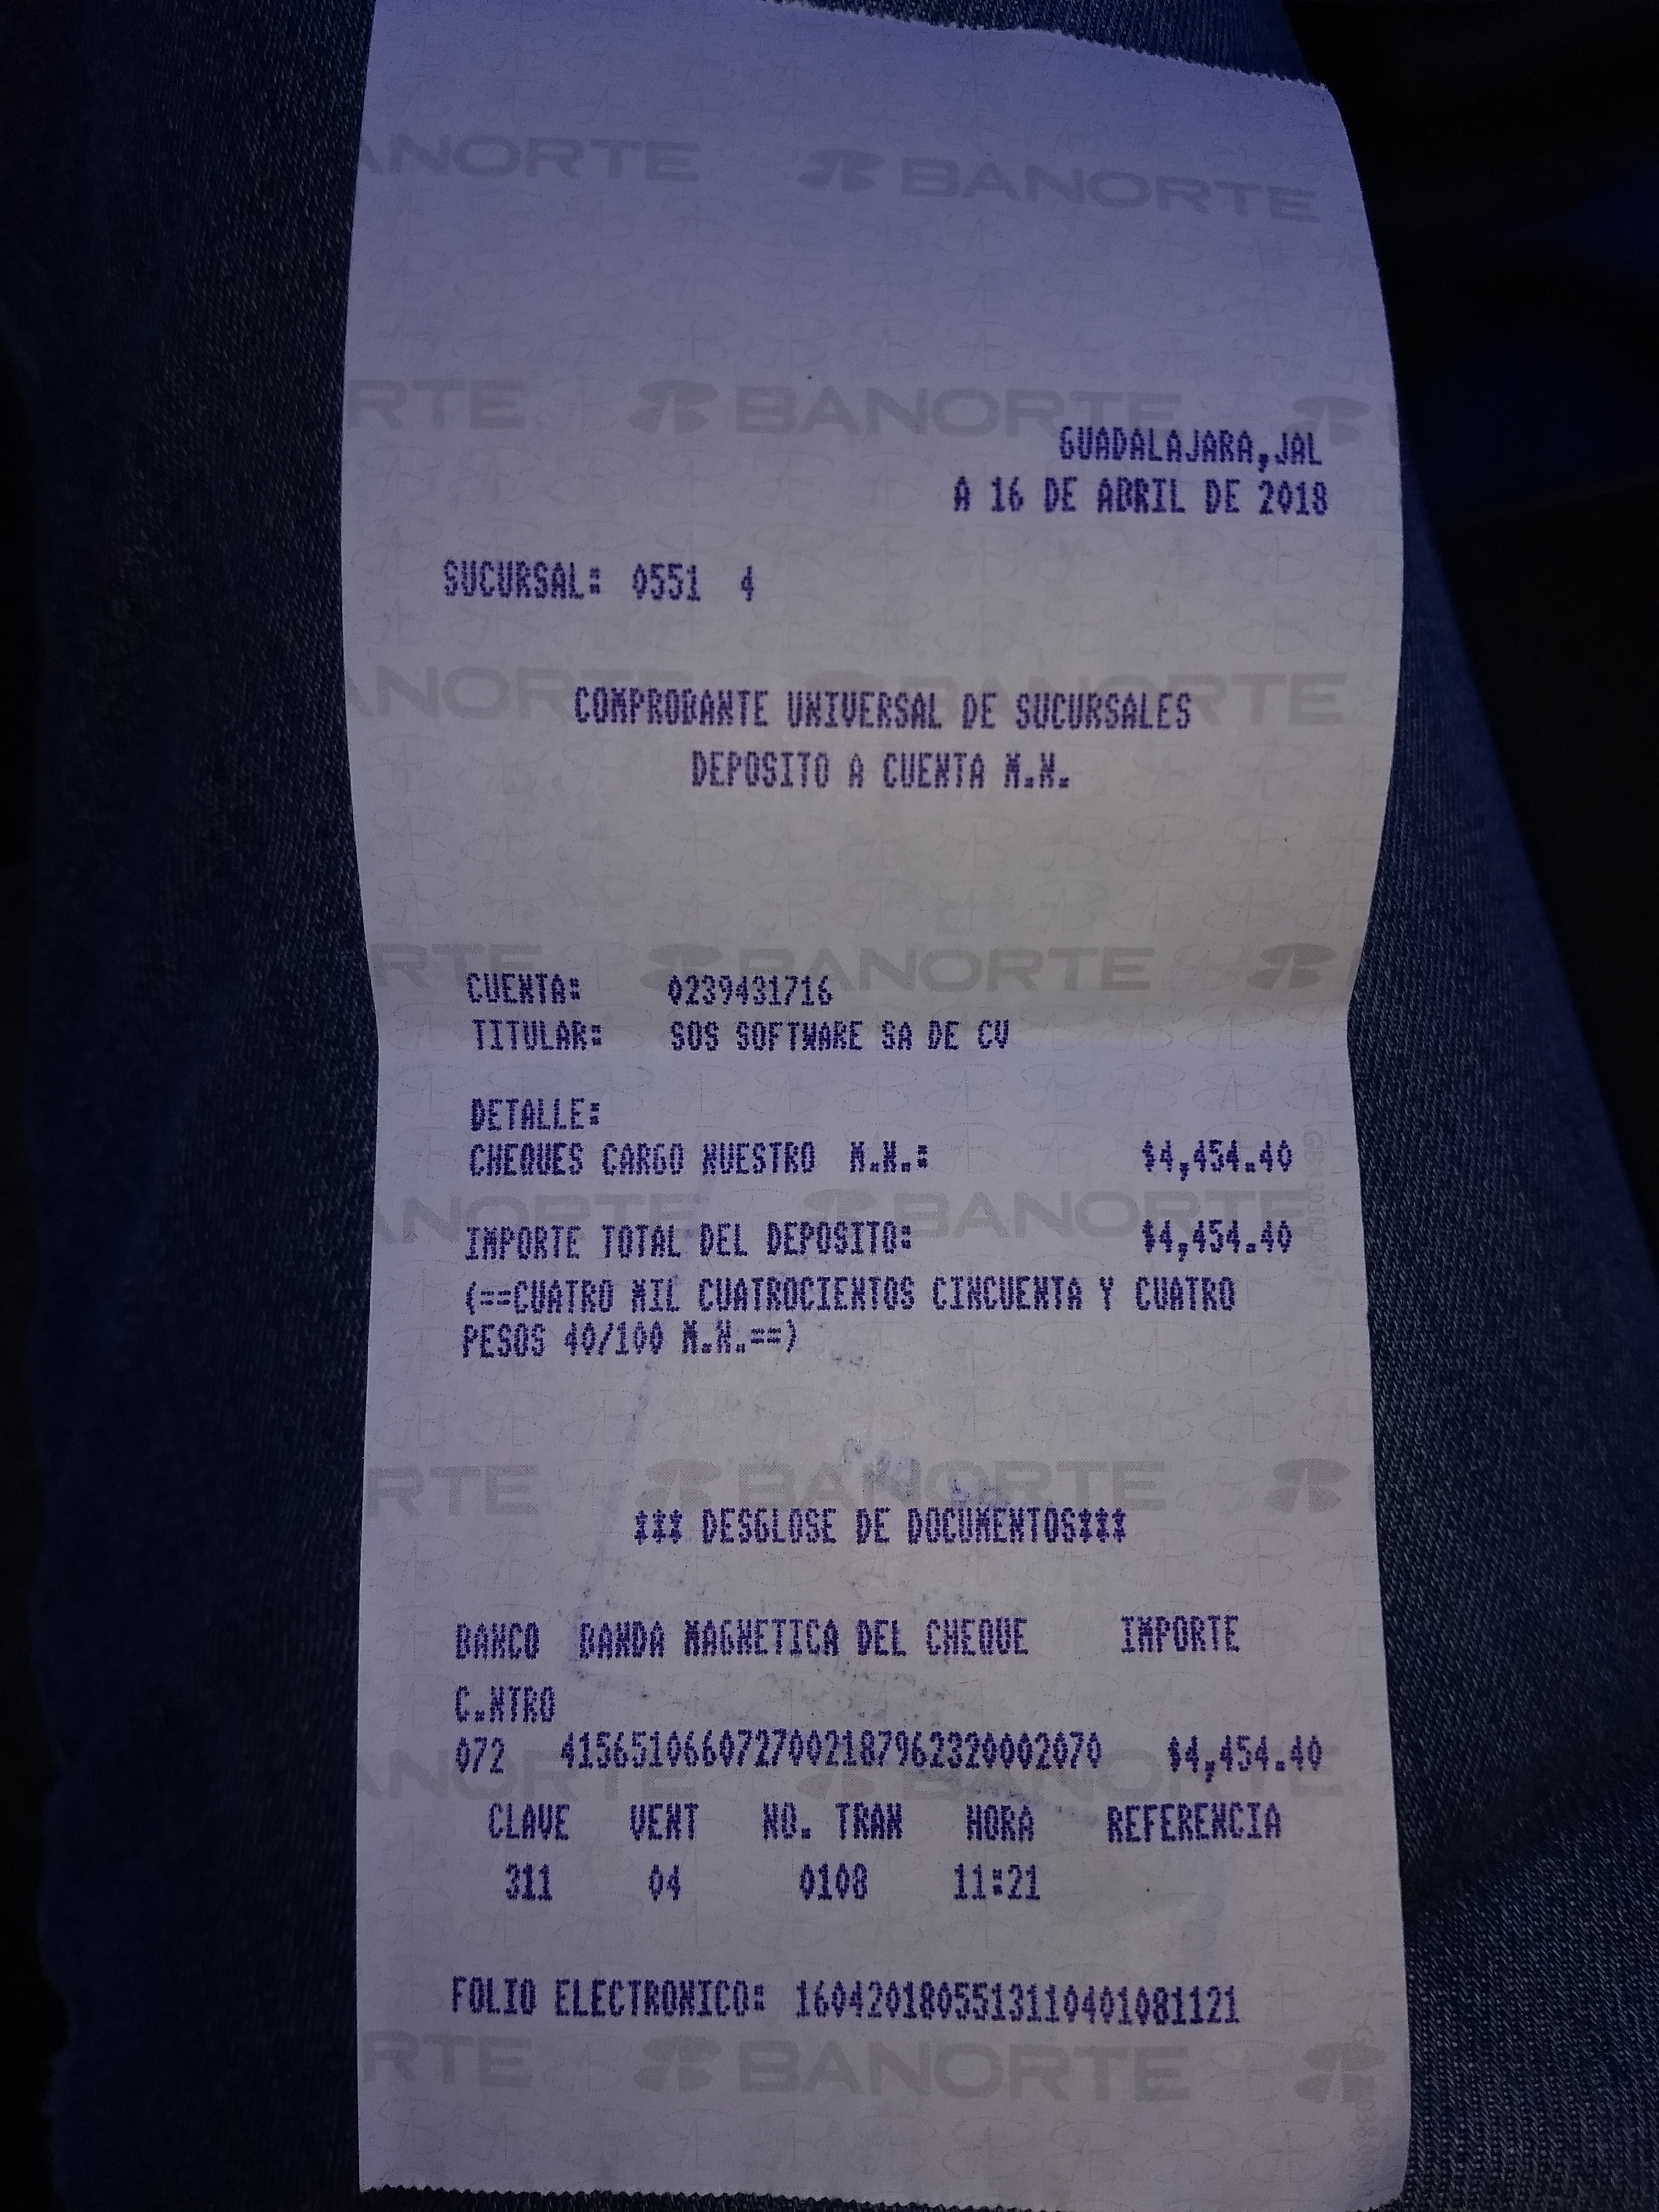 BANORTE
BANORTE
GUADALAJARA,JAL
A 16 DE ABRIL DE 2018
SUCURSAL: 0551 4
COMPROBANTE UNIVERSAL DE SUCURSALES
DEPOSITO A CUENTA M.N.
BANORTE
CUENTA: 0239431716
TITULAR: SOS SOFTWARE SA DE CV
DETALLE:
CHEQUES CARGO NUESTRO M.N.: $4,454.40
BANORTE
IMPORTE TOTAL DEL DEPOSITO: $4,454.40
(==CUATRO MIL CUATROCIENTOS CINCUENTA Y CUATRO
PESOS 40/100 M.N.==)
BANORTE
*** DESGLOSE DE DOCUMENTOS***
BANCO BANDA MAGNETICA DEL CHEQUE IMPORTE
C.NTRO
072 4156510660727002187962320002070 $4,454.40
CLAVE VENT NO. TRAN HORA REFERENCIA
311 04 0108 11:21
FOLIO ELECTRONICO: 1604201805513110401081121
BANORTE